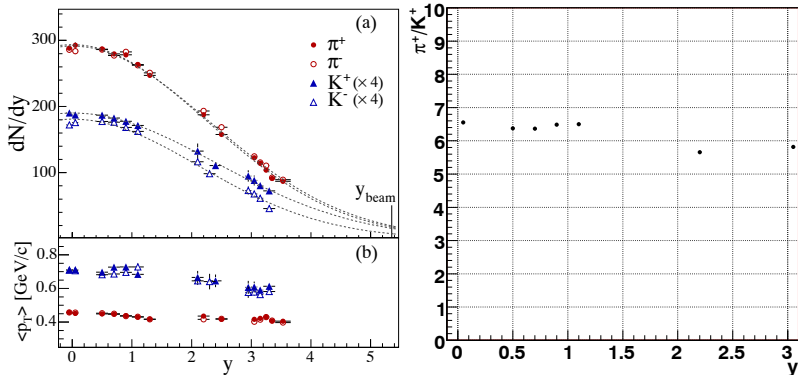 (a)
300
200
100
dN/dy
π⁺
π⁻
K⁺ (×4)
K⁻ (×4)
y_beam
(b)
0.8
0.6
0.4
<p_T> [GeV/c]
0 1 2 3 4 5
y
π⁺/K⁺
10
9
8
7
6
5
4
3
2
1
0
0 0.5 1 1.5 2 2.5 3
y